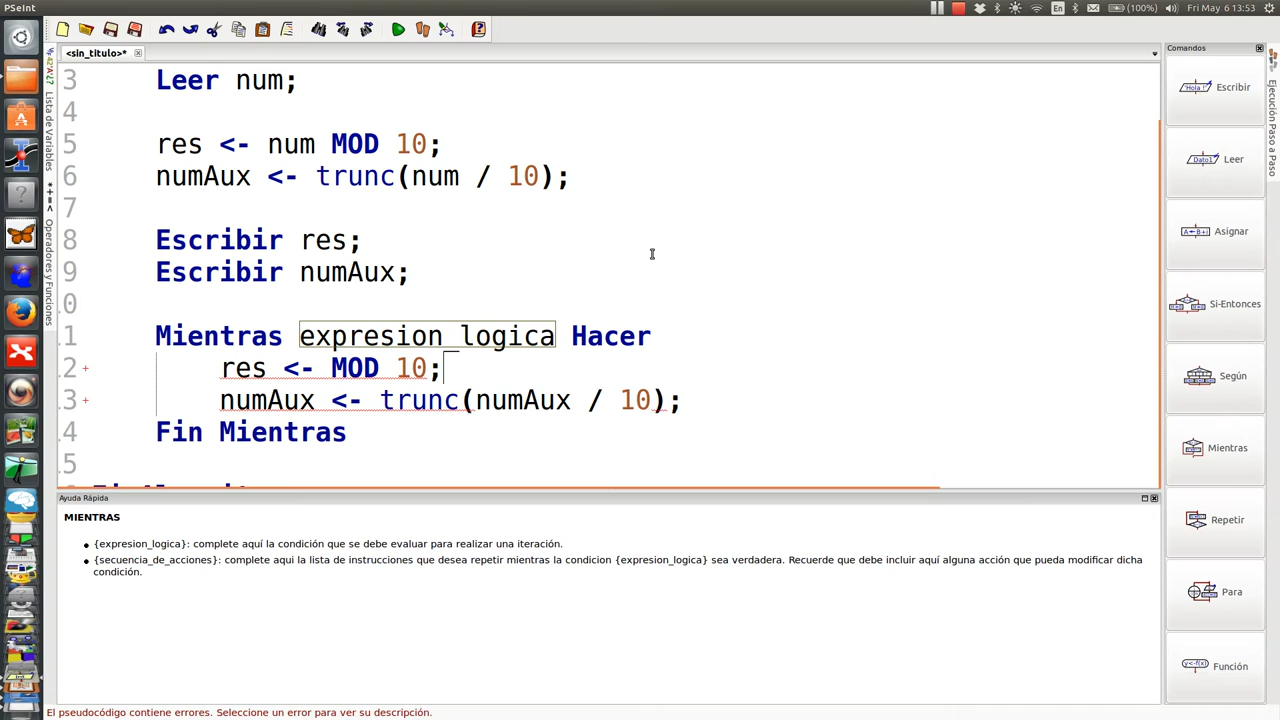 PSeInt
En
(100%)
Fri May 6 13:53
<sin_titulo>*
Comandos
Lista de Variables
Operadores y Funciones
Ejecución Paso a Paso
3 Leer num;
4
5 res <- num MOD 10;
6 numAux <- trunc(num / 10);
7
8 Escribir res;
9 Escribir numAux;
0
1 Mientras expresion_logica Hacer
2 res <- MOD 10;
3 numAux <- trunc(numAux / 10);
4 Fin Mientras
5
'Hola !'
Escribir
Dato1
Leer
A←B+i
Asignar
Si-Entonces
Según
Mientras
Repetir
Para
y<-f(x)
Función
Ayuda Rápida
MIENTRAS
{expresion_logica}: complete aquí la condición que se debe evaluar para realizar una iteración.
{secuencia_de_acciones}: complete aqui la lista de instrucciones que desea repetir mientras la condicion {expresion_logica} sea verdadera. Recuerde que debe incluir aquí alguna acción que pueda modificar dicha
condición.
El pseudocódigo contiene errores. Seleccione un error para ver su descripción.